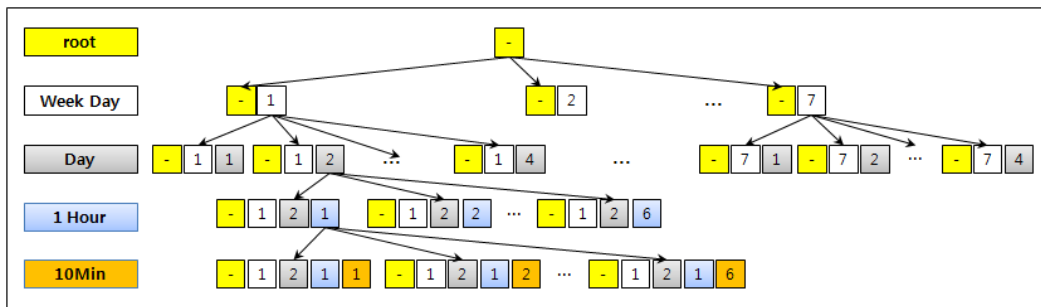 root -
Week Day - 1 - 2 ... - 7
Day - 1 1 - 1 2 ... - 1 4 ... - 7 1 - 7 2 ... - 7 4
1 Hour - 1 2 1 - 1 2 2 ... - 1 2 6
10Min - 1 2 1 1 - 1 2 1 2 ... - 1 2 1 6